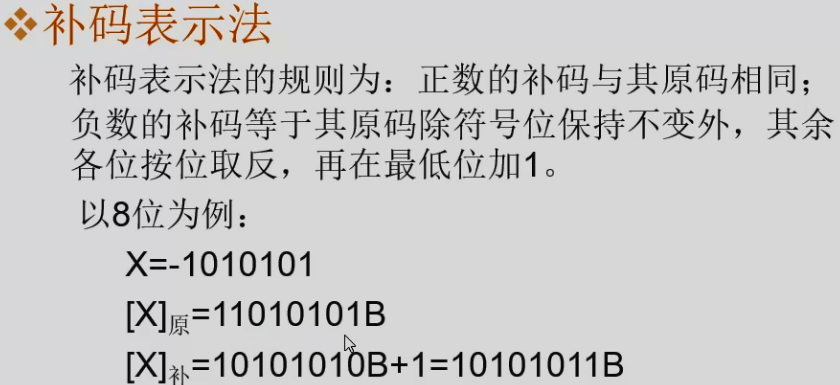 ❖补码表示法
补码表示法的规则为：正数的补码与其原码相同；
负数的补码等于其原码除符号位保持不变外，其余
各位按位取反，再在最低位加1。
以8位为例：
X=-1010101
[X]原=11010101B
[X]补=10101010B+1=10101011B